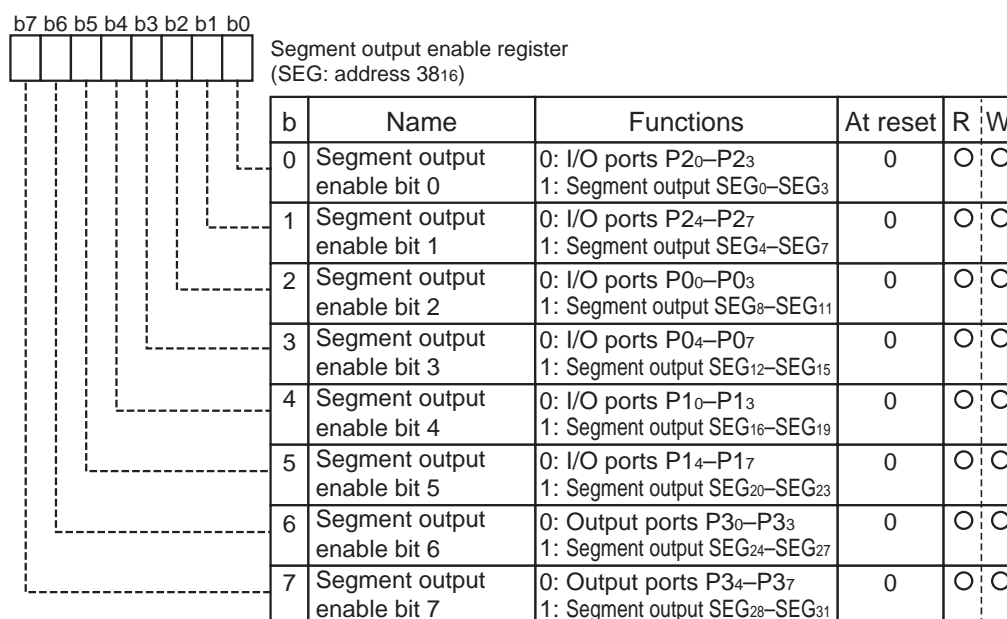 b7 b6 b5 b4 b3 b2 b1 b0
Segment output enable register
(SEG: address 38₁₆)
b Name Functions At reset R W
0 Segment output enable bit 0 0: I/O ports P2₀–P2₃ 0 ○ ○
1: Segment output SEG₀–SEG₃
1 Segment output enable bit 1 0: I/O ports P2₄–P2₇ 0 ○ ○
1: Segment output SEG₄–SEG₇
2 Segment output enable bit 2 0: I/O ports P0₀–P0₃ 0 ○ ○
1: Segment output SEG₈–SEG₁₁
3 Segment output enable bit 3 0: I/O ports P0₄–P0₇ 0 ○ ○
1: Segment output SEG₁₂–SEG₁₅
4 Segment output enable bit 4 0: I/O ports P1₀–P1₃ 0 ○ ○
1: Segment output SEG₁₆–SEG₁₉
5 Segment output enable bit 5 0: I/O ports P1₄–P1₇ 0 ○ ○
1: Segment output SEG₂₀–SEG₂₃
6 Segment output enable bit 6 0: Output ports P3₀–P3₃ 0 ○ ○
1: Segment output SEG₂₄–SEG₂₇
7 Segment output enable bit 7 0: Output ports P3₄–P3₇ 0 ○ ○
1: Segment output SEG₂₈–SEG₃₁